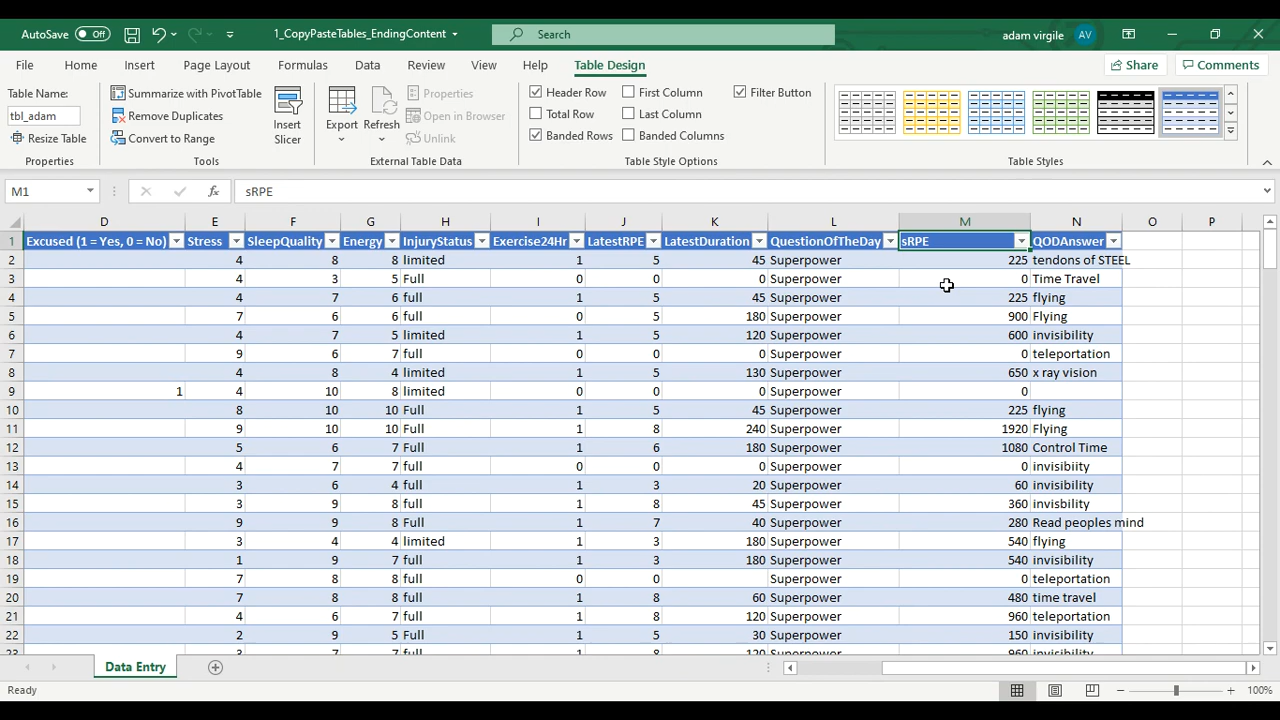 AutoSave Off 1_CopyPasteTables_EndingContent Search adam virgile AV
File Home Insert Page Layout Formulas Data Review View Help Table Design Share Comments
Table Name:
tbl_adam
Resize Table
Properties
Summarize with PivotTable
Remove Duplicates
Convert to Range
Insert Slicer
Tools
Export Refresh
Properties
Open in Browser
Unlink
External Table Data
Header Row First Column Filter Button
Total Row Last Column
Banded Rows Banded Columns
Table Style Options
Table Styles
M1 fx sRPE
D E F G H I J K L M N O P
1 Excused (1 = Yes, 0 = No) Stress SleepQuality Energy InjuryStatus Exercise24Hr LatestRPE LatestDuration QuestionOfTheDay sRPE QODAnswer
2 4 8 8 limited 1 5 45 Superpower 225 tendons of STEEL
3 4 3 5 Full 0 0 0 Superpower 0 Time Travel
4 4 7 6 full 1 5 45 Superpower 225 flying
5 7 6 6 full 0 5 180 Superpower 900 Flying
6 4 7 5 limited 1 5 120 Superpower 600 invisibility
7 9 6 7 full 0 0 0 Superpower 0 teleportation
8 4 8 4 limited 1 5 130 Superpower 650 x ray vision
9 1 4 10 8 limited 0 0 0 Superpower 0
10 8 10 10 Full 1 5 45 Superpower 225 flying
11 9 10 10 Full 1 8 240 Superpower 1920 Flying
12 5 6 7 full 1 6 180 Superpower 1080 Control Time
13 4 7 7 full 0 0 0 Superpower 0 invisibiity
14 3 6 4 full 1 3 20 Superpower 60 invisibility
15 3 9 8 full 1 8 45 Superpower 360 invisbility
16 9 9 8 Full 1 7 40 Superpower 280 Read peoples mind
17 3 4 4 limited 1 3 180 Superpower 540 flying
18 1 9 7 full 1 3 180 Superpower 540 invisibility
19 7 8 8 full 0 0 Superpower 0 teleportation
20 7 8 8 full 1 8 60 Superpower 480 time travel
21 4 6 7 full 1 8 120 Superpower 960 teleportation
22 2 9 5 Full 1 5 30 Superpower 150 invisibility
23 3 7 7 full 1 8 120 Superpower 960 invisibility
Data Entry
Ready 100%